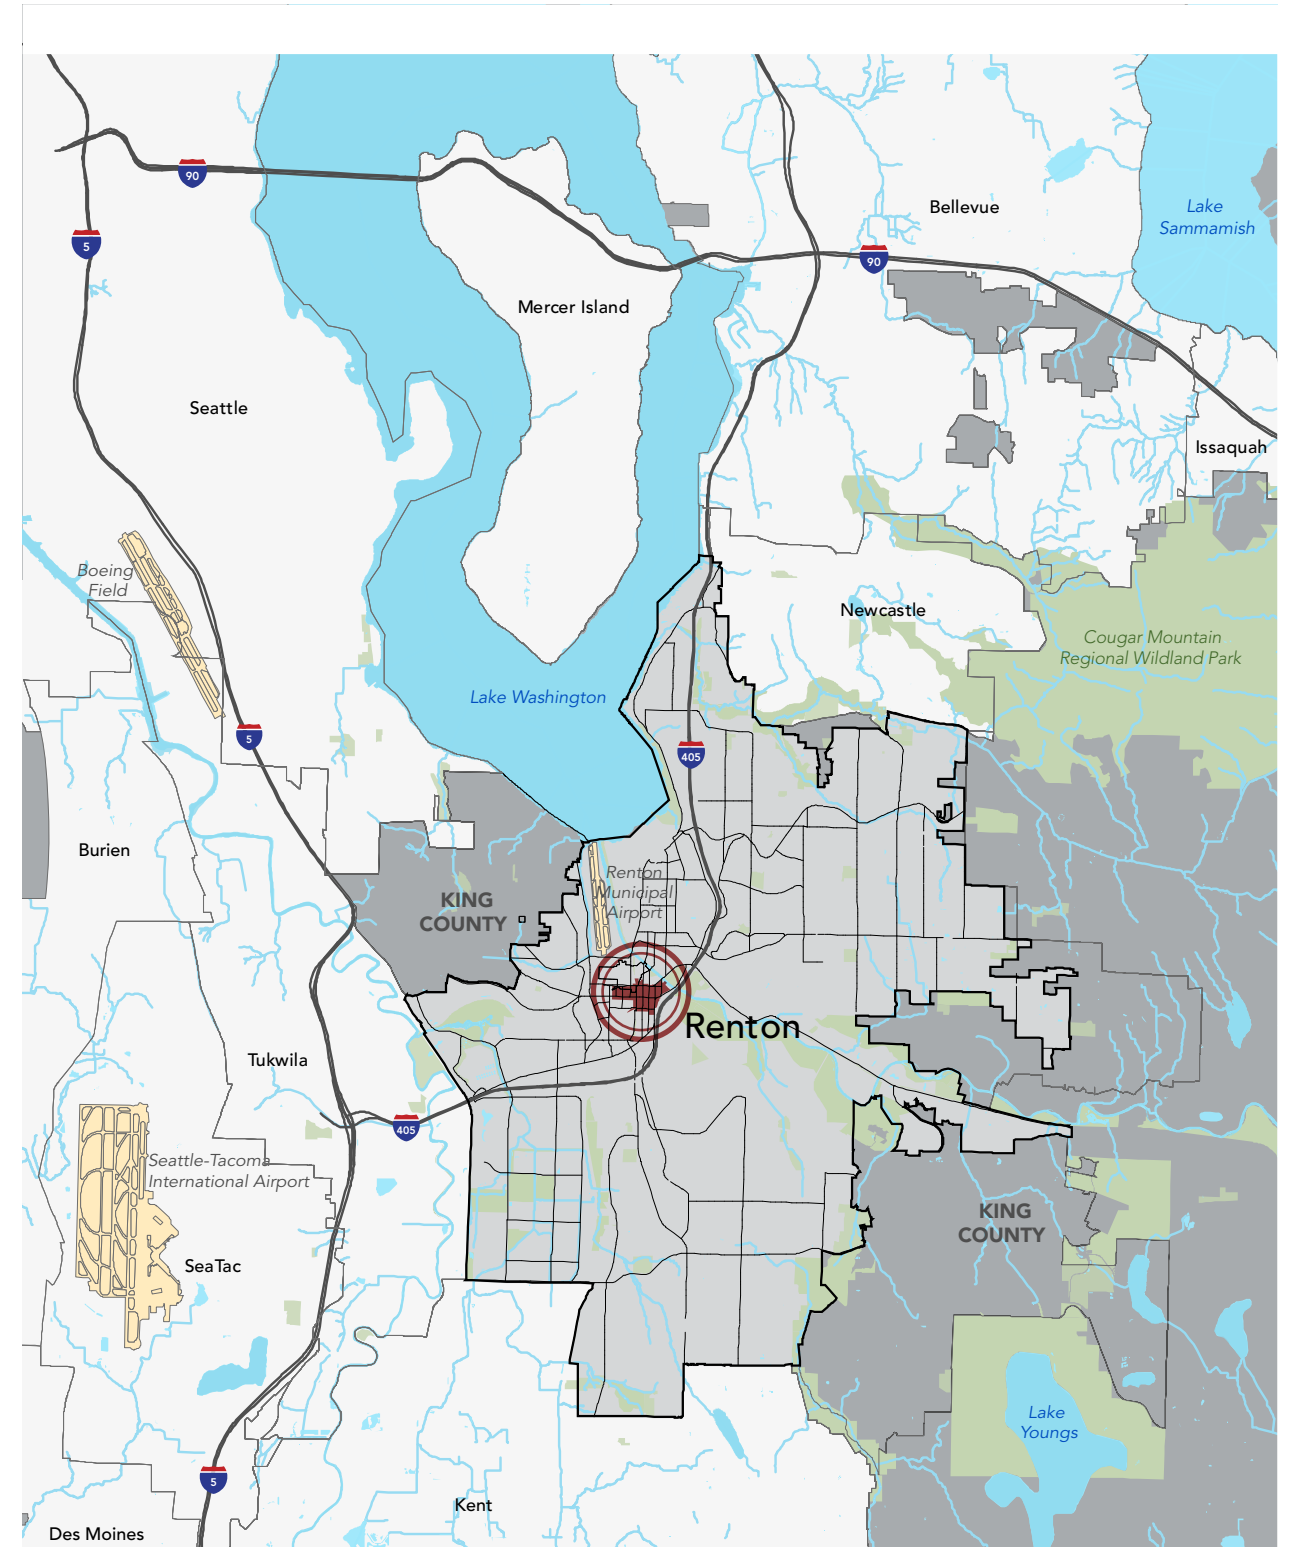 90
5
Bellevue
Lake
Sammamish
90
Mercer Island
Seattle
Issaquah
Boeing
Field
Newcastle
Cougar Mountain
Regional Wildland Park
Lake Washington
5
405
Burien
Renton
Municipal
Airport
KING
COUNTY
Renton
Tukwila
405
Seattle-Tacoma
International Airport
KING
COUNTY
SeaTac
Lake
Youngs
5
Kent
Des Moines